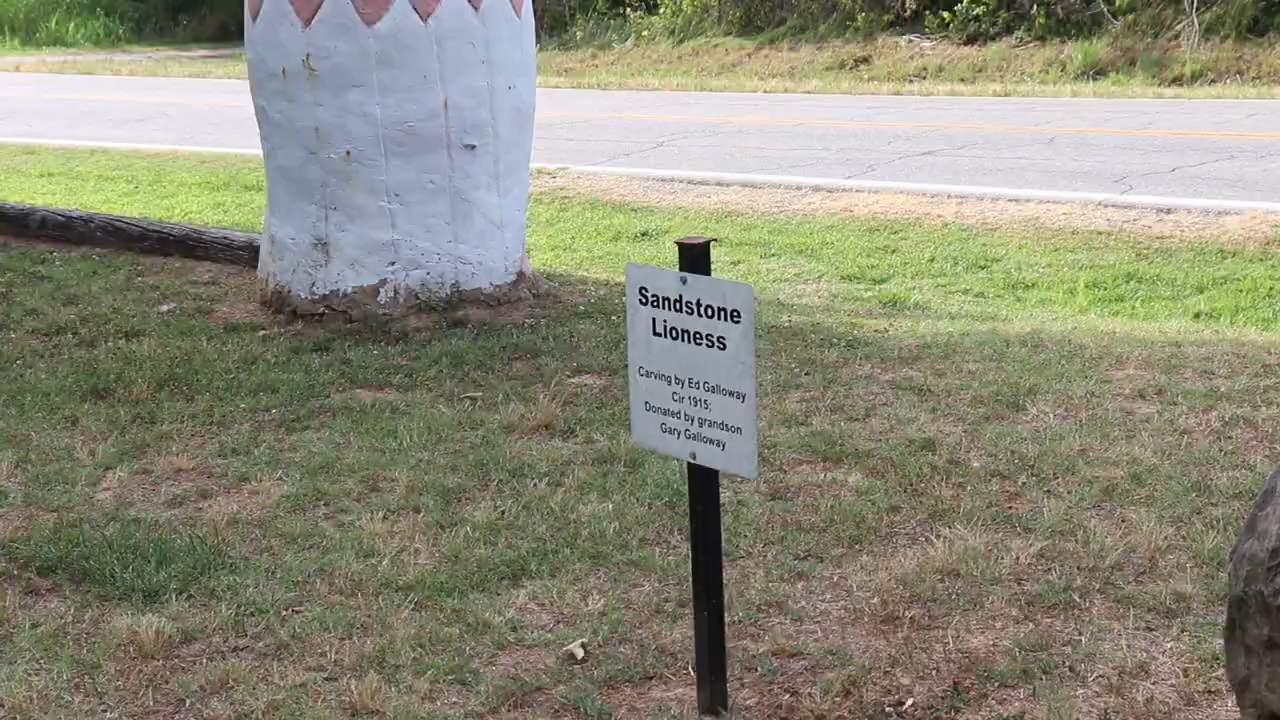 Sandstone
Lioness
Carving by Ed Galloway
Cir 1915;
Donated by grandson
Gary Galloway